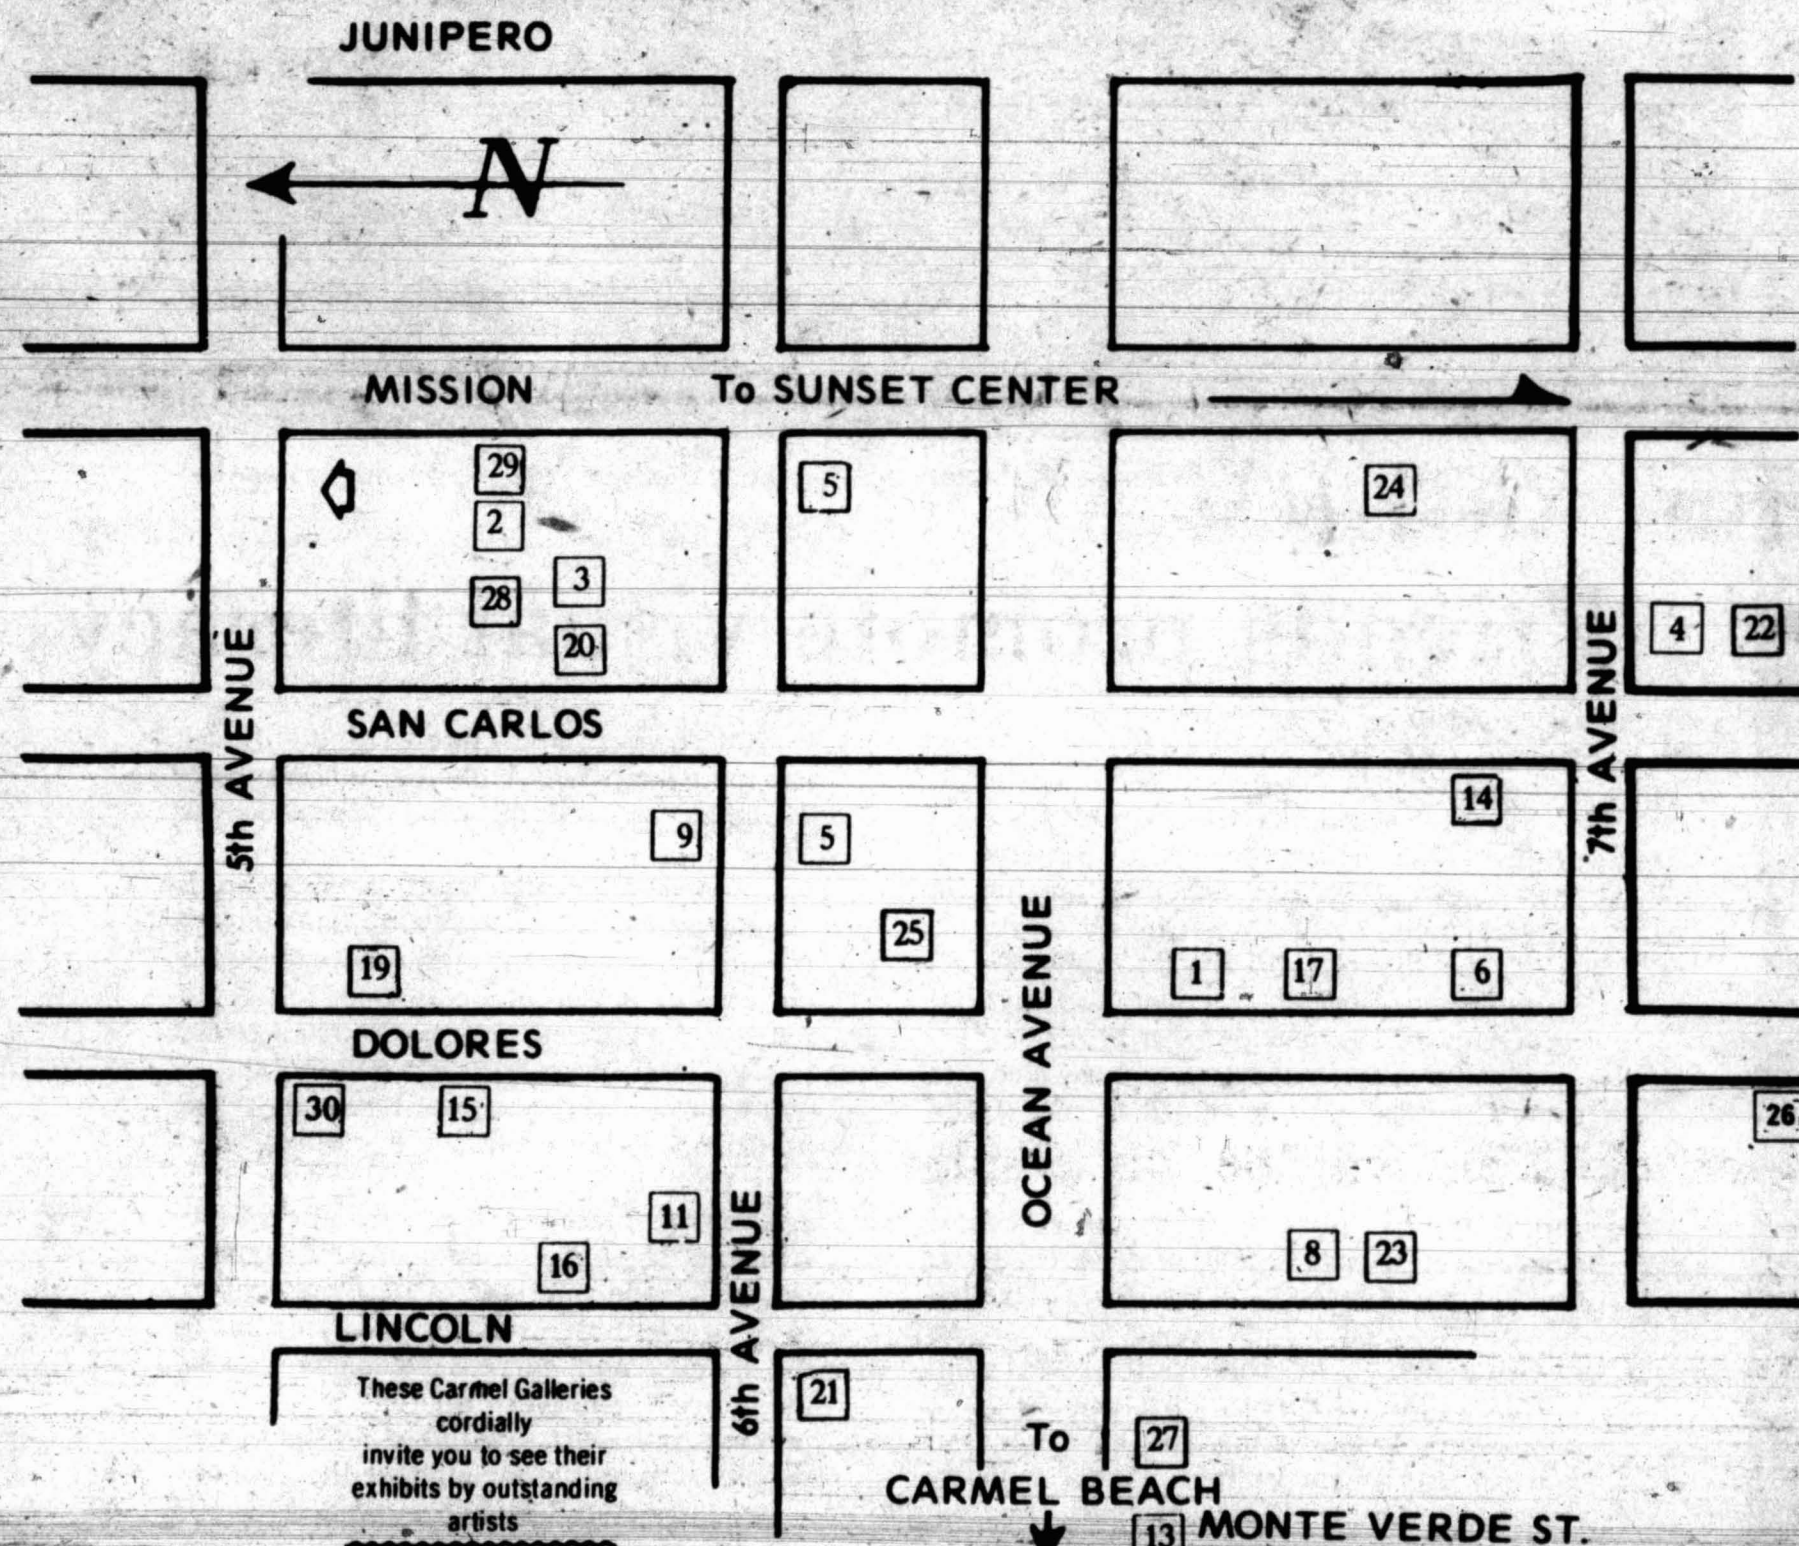 JUNIPERO
N
MISSION To SUNSET CENTER
29
5
24
2
3
28
4
22
20
5th AVENUE
7th AVENUE
SAN CARLOS
14
9
5
25
19
1
17
6
OCEAN AVENUE
DOLORES
30
15
26
11
16
8
23
6th AVENUE
LINCOLN
These Carmel Galleries
cordially
invite you to see their
exhibits by outstanding
artists
21
To
27
CARMEL BEACH
13
MONTE VERDE ST.